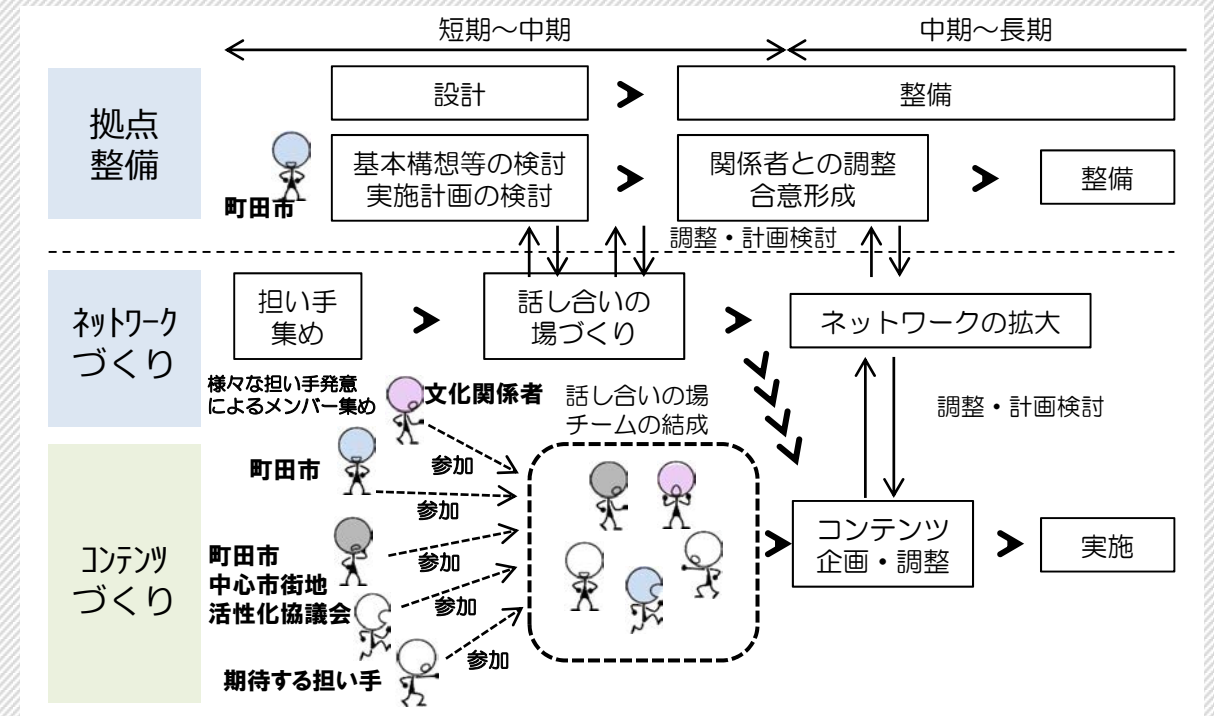 短期～中期
中期～長期
拠点
整備
設計
整備
町田市
基本構想等の検討
実施計画の検討
関係者との調整
合意形成
整備
調整・計画検討
ネットワーク
づくり
担い手
集め
話し合いの
場づくり
ネットワークの拡大
様々な担い手発意
によるメンバー集め
文化関係者
話し合いの場
チームの結成
調整・計画検討
コンテンツ
づくり
町田市
参加
参加
町田市
中心市街地
活性化協議会
参加
参加
期待する担い手
参加
コンテンツ
企画・調整
実施